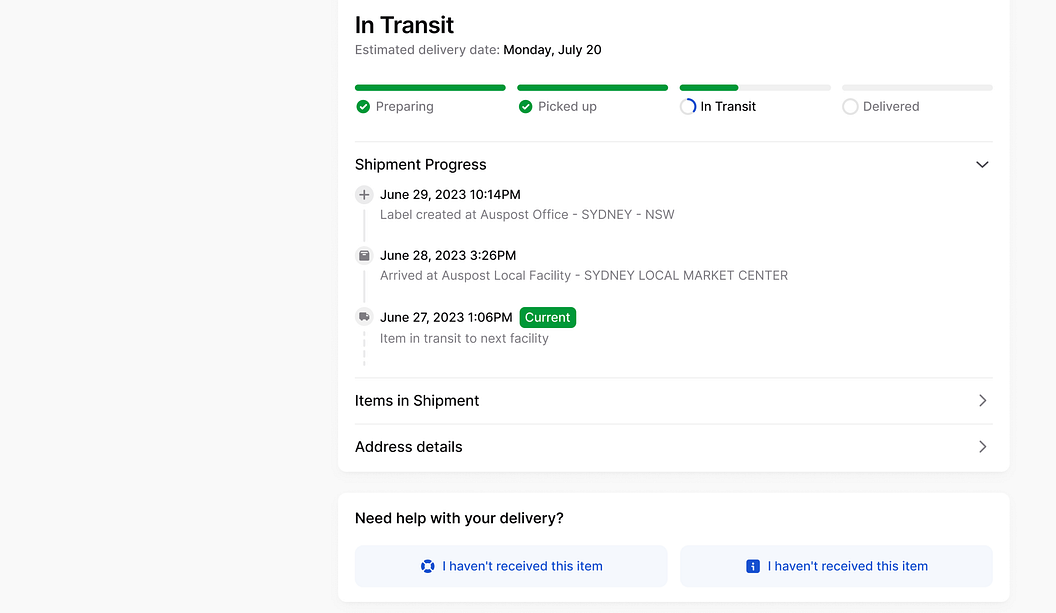 In Transit
Estimated delivery date: Monday, July 20
Preparing
Picked up
In Transit
Delivered
Shipment Progress
June 29, 2023 10:14PM
Label created at Auspost Office - SYDNEY - NSW
June 28, 2023 3:26PM
Arrived at Auspost Local Facility - SYDNEY LOCAL MARKET CENTER
June 27, 2023 1:06PM Current
Item in transit to next facility
Items in Shipment
Address details
Need help with your delivery?
I haven't received this item
I haven't received this item